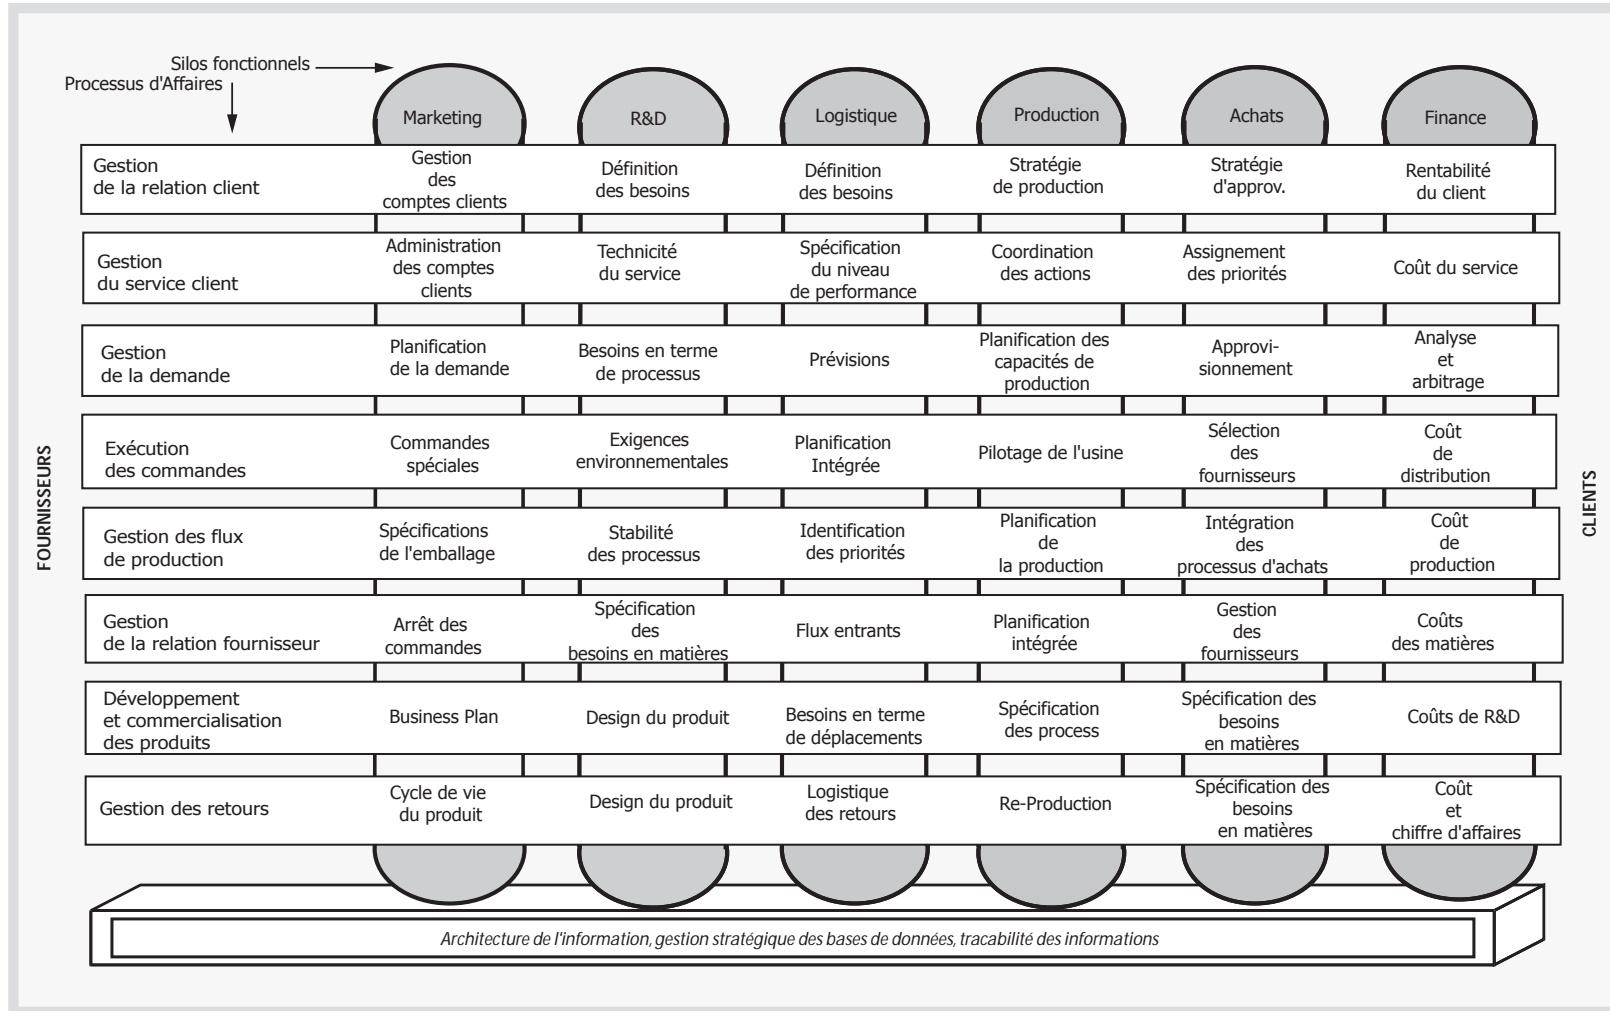 Silos fonctionnels
Processus d'Affaires
Marketing
R&D
Logistique
Production
Achats
Finance
Gestion
de la relation client
Gestion
des
comptes clients
Définition
des besoins
Définition
des besoins
Stratégie
de production
Stratégie
d'approv.
Rentabilité
du client
Gestion
du service client
Administration
des comptes
clients
Technicité
du service
Spécification
du niveau
de performance
Coordination
des actions
Assignement
des priorités
Coût du service
Gestion
de la demande
Planification
de la demande
Besoins en terme
de processus
Prévisions
Planification des
capacités de
production
Approvi-
sionnement
Analyse
et
arbitrage
Exécution
des commandes
Commandes
spéciales
Exigences
environnementales
Planification
Intégrée
Pilotage de l'usine
Sélection
des
fournisseurs
Coût
de
distribution
Gestion des flux
de production
Spécifications
de l'emballage
Stabilité
des processus
Identification
des priorités
Planification
de
la production
Intégration
des
processus d'achats
Coût
de
production
Gestion
de la relation fournisseur
Arrêt des
commandes
Spécification
des
besoins en matières
Flux entrants
Planification
intégrée
Gestion
des
fournisseurs
Coûts
des matières
Développement
et commercialisation
des produits
Business Plan
Design du produit
Besoins en terme
de déplacements
Spécification
des process
Spécification des
besoins
en matières
Coûts de R&D
Gestion des retours
Cycle de vie
du produit
Design du produit
Logistique
des retours
Re-Production
Spécification des
besoins
en matières
Coût
et
chiffre d'affaires
FOURNISSEURS
CLIENTS
Architecture de l'information, gestion stratégique des bases de données, tracabilité des informations